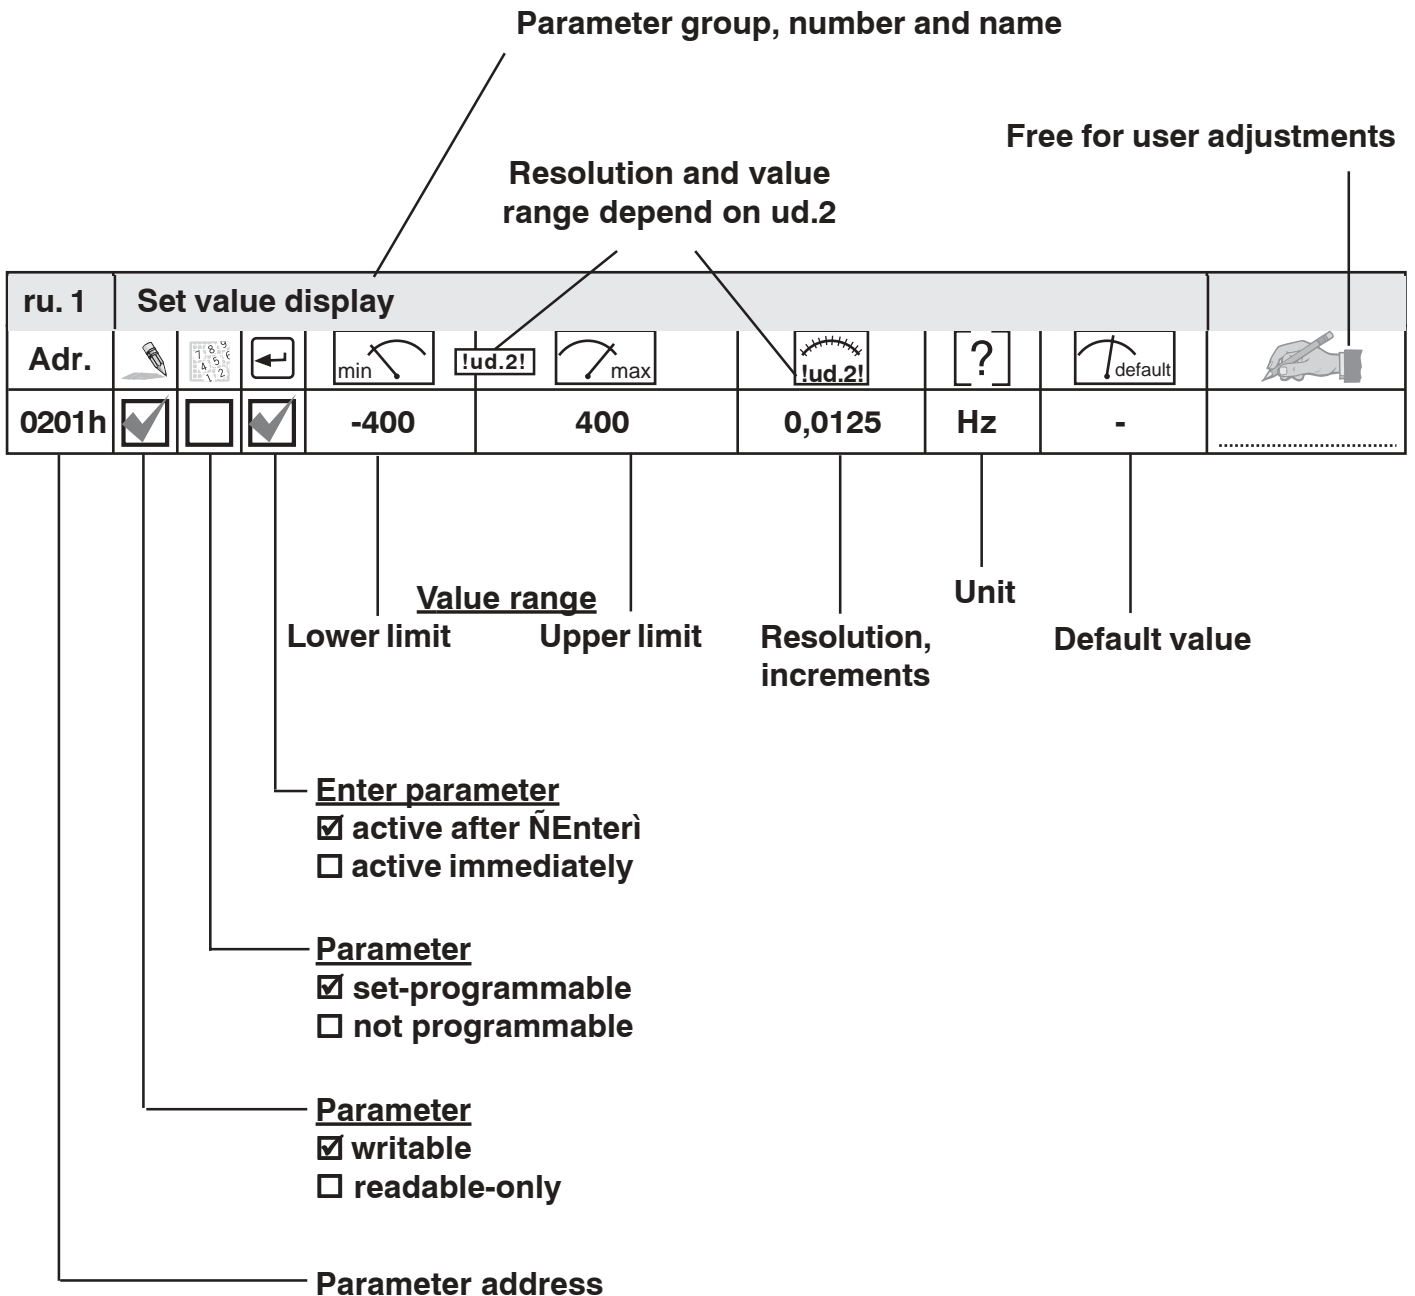 Parameter group, number and name
Free for user adjustments
Resolution and value
range depend on ud.2
ru. 1 Set value display
Adr. min !ud.2! max !ud.2! ? default
0201h -400 400 0,0125 Hz -
Value range
Lower limit Upper limit
Resolution,
increments
Unit
Default value
Enter parameter
☑ active after ÑEnterì
☐ active immediately
Parameter
☑ set-programmable
☐ not programmable
Parameter
☑ writable
☐ readable-only
Parameter address